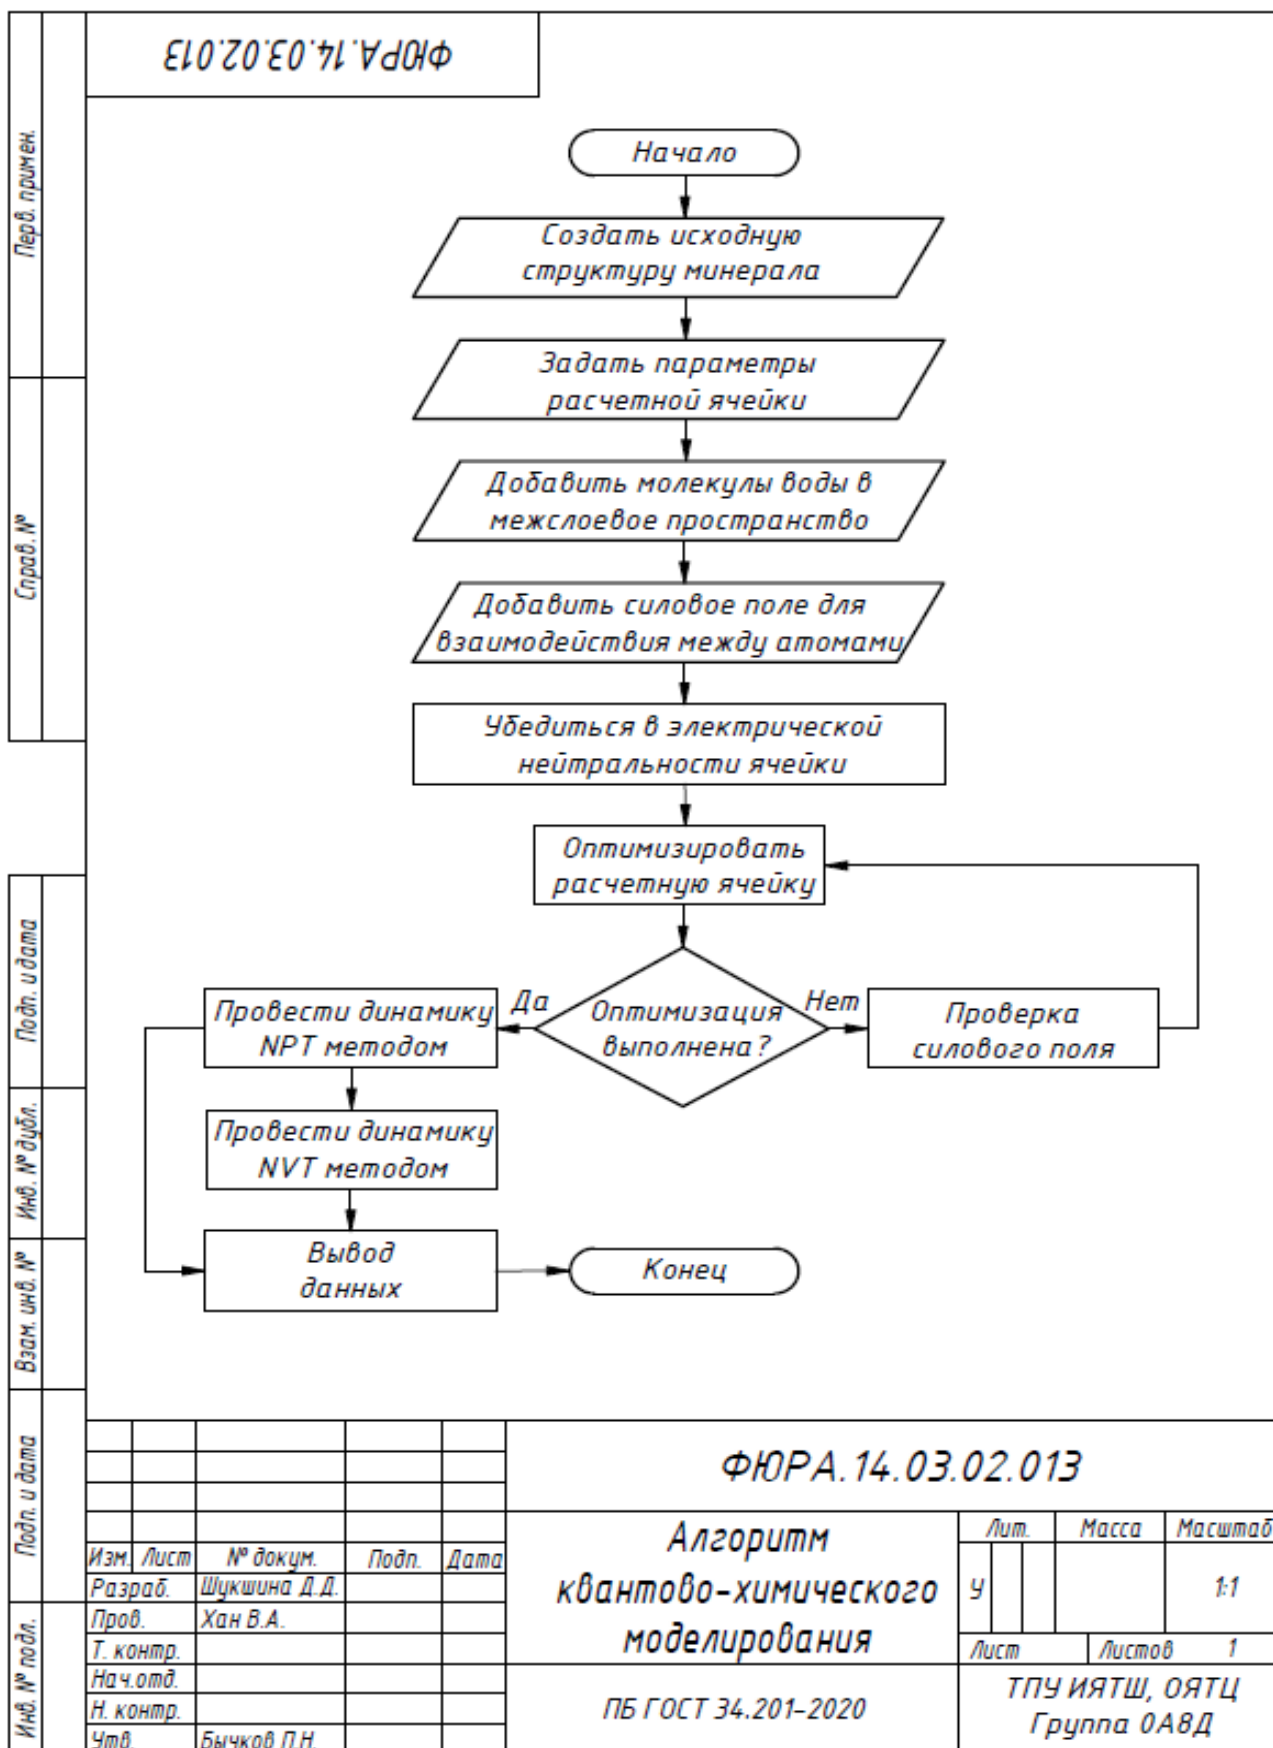 ФЮРА.14.03.02.013
Перв. примен.
Справ. №
Подп. и дата
Инв. № дубл.
Взам. инв. №
Подп. и дата
Инв. № подл.
Начало
Создать исходную
структуру минерала
Задать параметры
расчетной ячейки
Добавить молекулы воды в
межслоевое пространство
Добавить силовое поле для
взаимодействия между атомами
Убедиться в электрической
нейтральности ячейки
Оптимизировать
расчетную ячейку
Оптимизация
выполнена?
Да
Нет
Проверка
силового поля
Провести динамику
NPT методом
Провести динамику
NVT методом
Вывод
данных
Конец
ФЮРА.14.03.02.013
Изм. Лист № докум. Подп. Дата
Разраб. Шукшина Д.Д.
Пров. Хан В.А.
Т. контр.
Нач.отд.
Н. контр.
Утв. Бычков П.Н.
Алгоритм
квантово-химического
моделирования
Лит. Масса Масштаб
У 1:1
Лист Листов 1
ПБ ГОСТ 34.201-2020
ТПУ ИЯТШ, ОЯТЦ
Группа 0А8Д